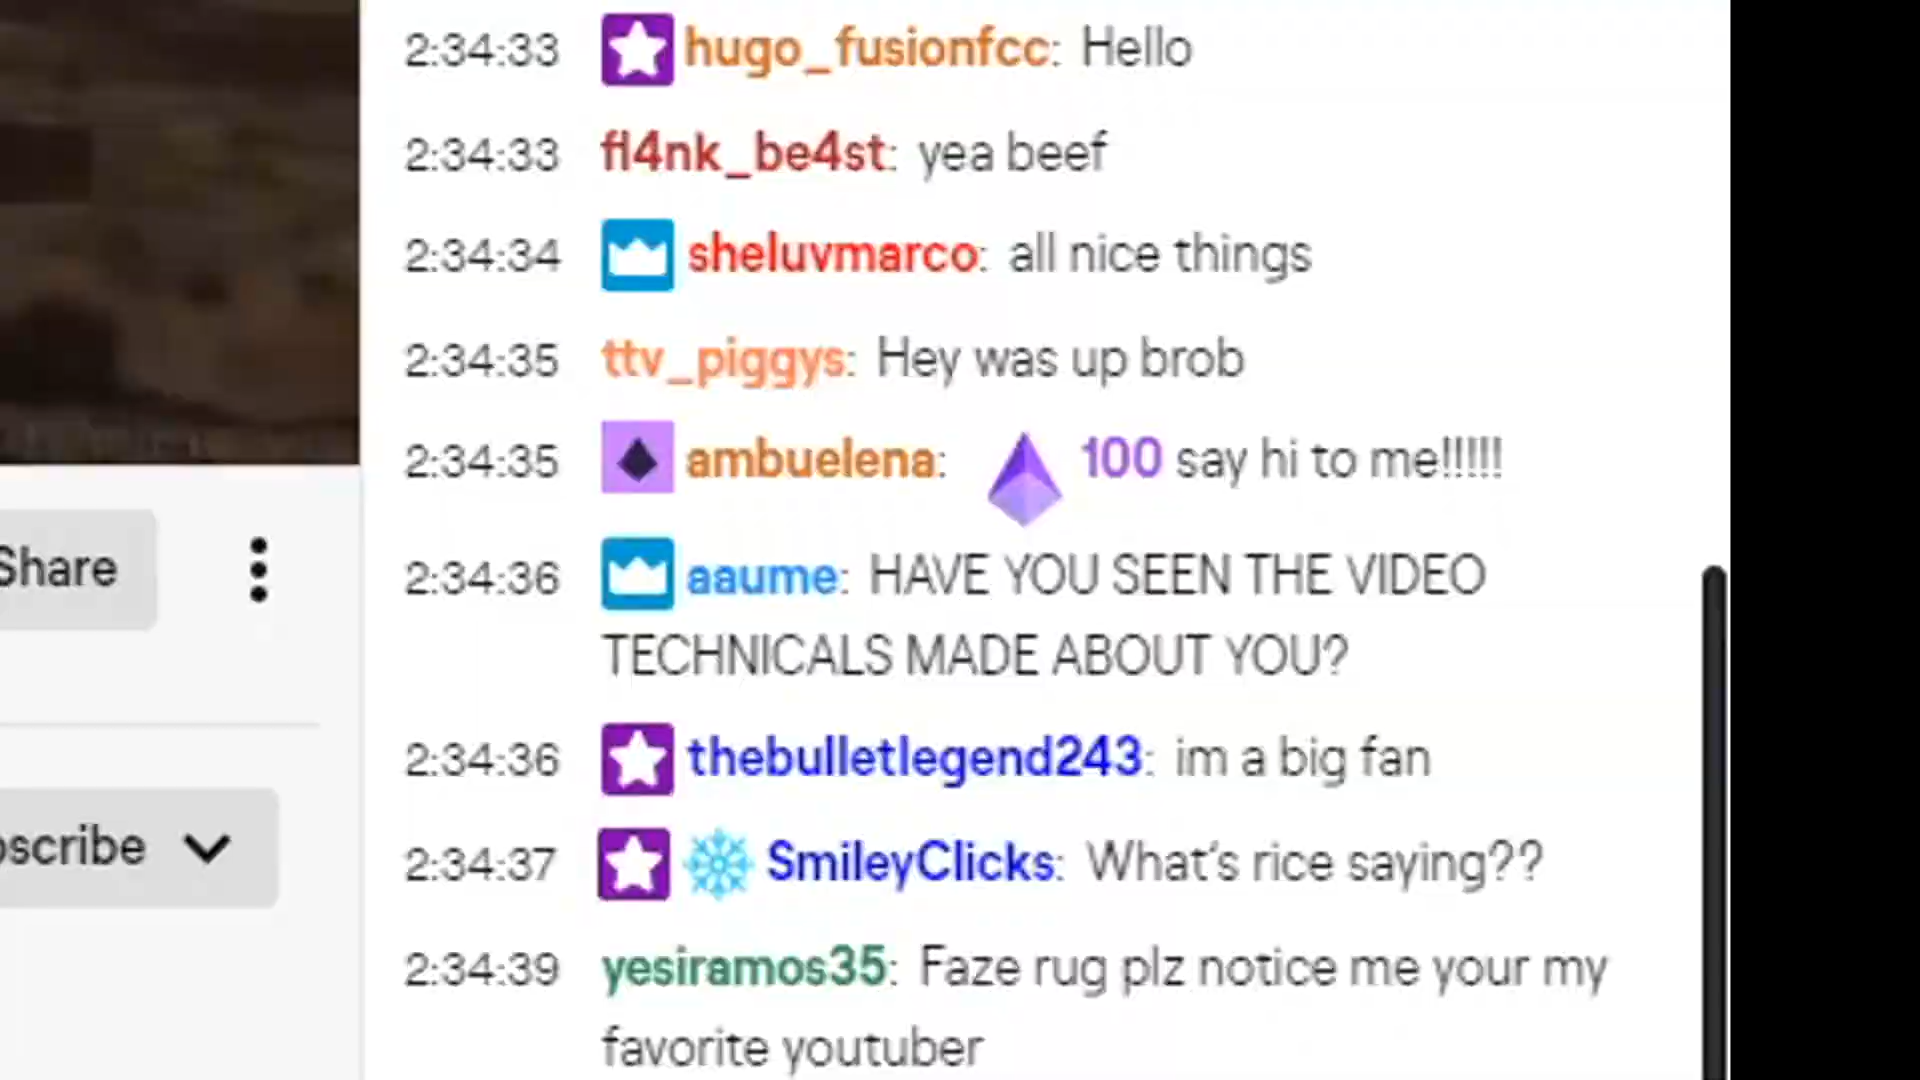 2:34:33 hugo_fusionfcc: Hello
2:34:33 fl4nk_be4st: yea beef
2:34:34 sheluvmarco: all nice things
2:34:35 ttv_piggys: Hey was up brob
2:34:35 ambuelena: 100 say hi to me!!!!!
Share
2:34:36 aaume: HAVE YOU SEEN THE VIDEO
TECHNICALS MADE ABOUT YOU?
2:34:36 thebulletlegend243: im a big fan
bscribe
2:34:37 SmileyClicks: What's rice saying??
2:34:39 yesiramos35: Faze rug plz notice me your my
favorite youtuber